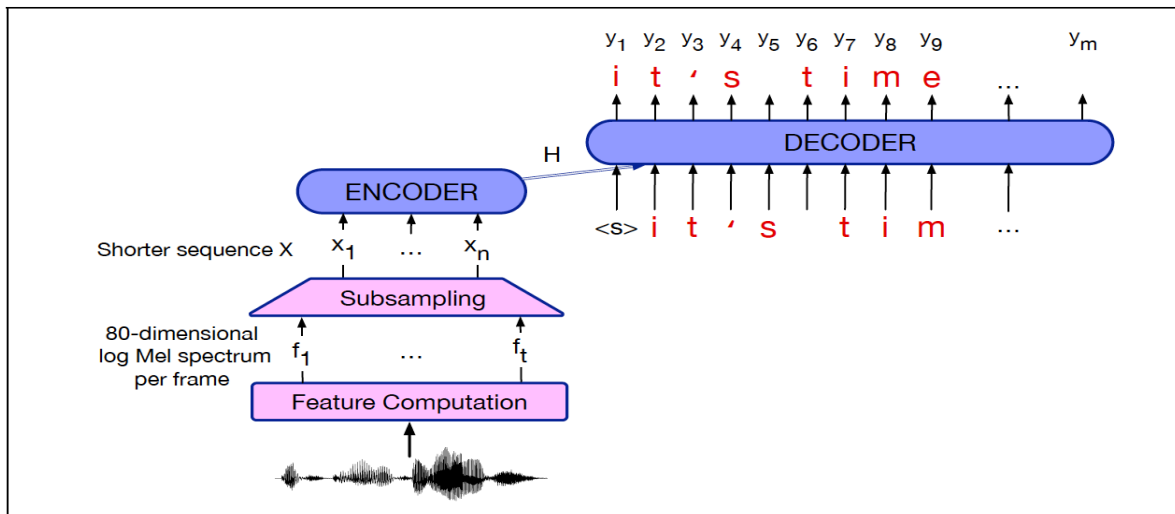 y1 y2 y3 y4 y5 y6 y7 y8 y9 ym
i t ‘ s t i m e ...
DECODER
H
ENCODER
<s> i t ‘ s t i m ...
Shorter sequence X x1 ... xn
Subsampling
80-dimensional
log Mel spectrum
per frame
f1 ... ft
Feature Computation